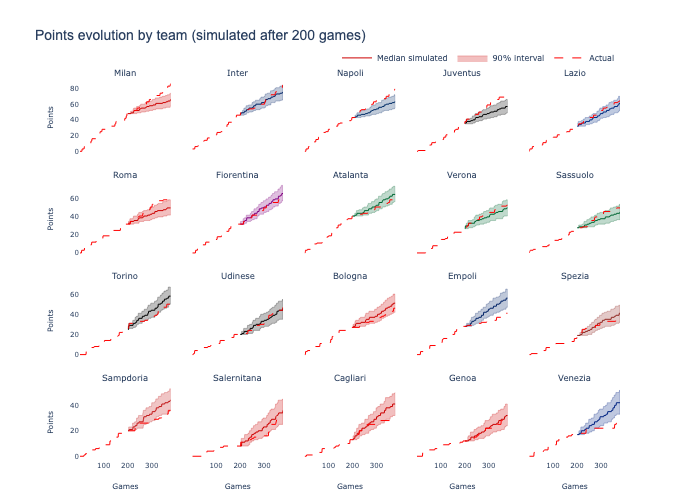 Points evolution by team (simulated after 200 games)
Median simulated 90% interval Actual
Milan Inter Napoli Juventus Lazio
80
60
40
20
0
Points
Roma Fiorentina Atalanta Verona Sassuolo
60
40
20
0
Points
Torino Udinese Bologna Empoli Spezia
60
40
20
0
Points
Sampdoria Salernitana Cagliari Genoa Venezia
40
20
0
Points
100 200 300 100 200 300 100 200 300 100 200 300 100 200 300
Games Games Games Games Games